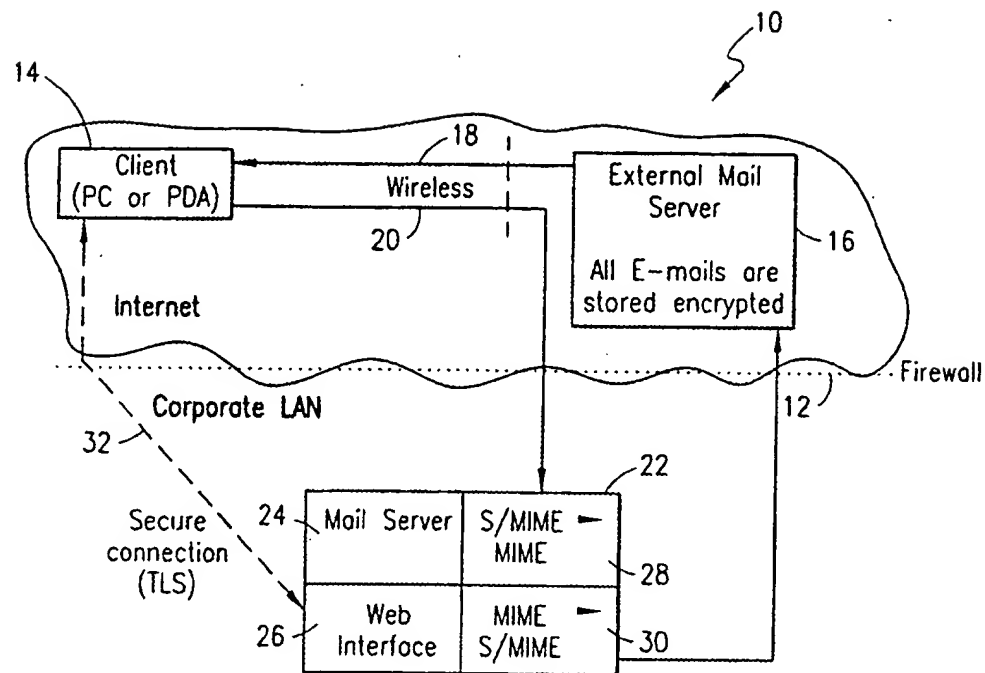 10
14
18
Client
(PC or PDA)
Wireless
20
External Mail
Server
16
All E-mails are
stored encrypted
Internet
Firewall
12
Corporate LAN
32
22
24
Mail Server
S/MIME
MIME
28
Secure
connection
(TLS)
26
Web
Interface
MIME
S/MIME
30